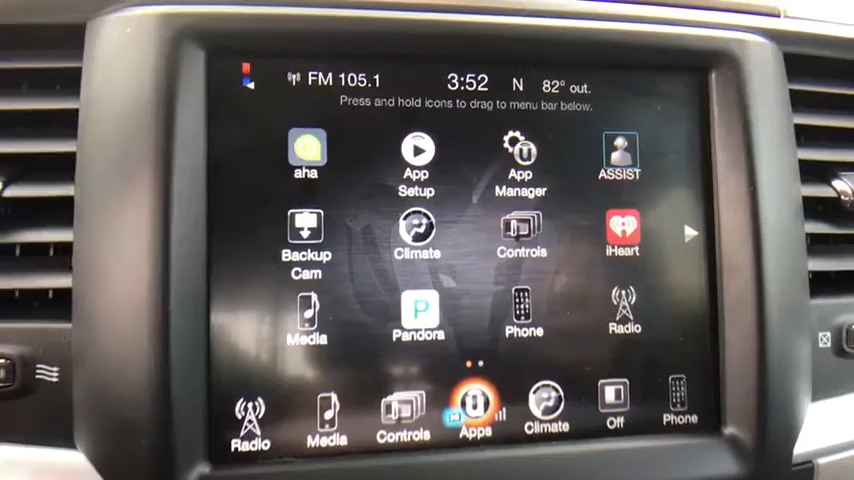 FM 105.1 3:52 N 82° out.
Press and hold icons to drag to menu bar below.
aha
App Setup
App Manager
ASSIST
Backup Cam
Climate
Controls
iHeart
Media
P
Pandora
Phone
Radio
Radio
Media
Controls
Apps
Climate
Off
Phone